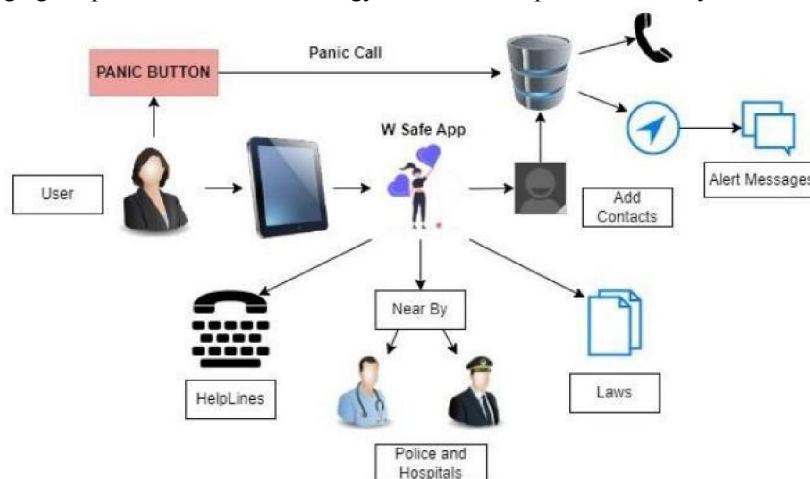 Panic Call
PANIC BUTTON
W Safe App
User
Add
Contacts
Alert Messages
Near By
HelpLines
Laws
Police and
Hospitals